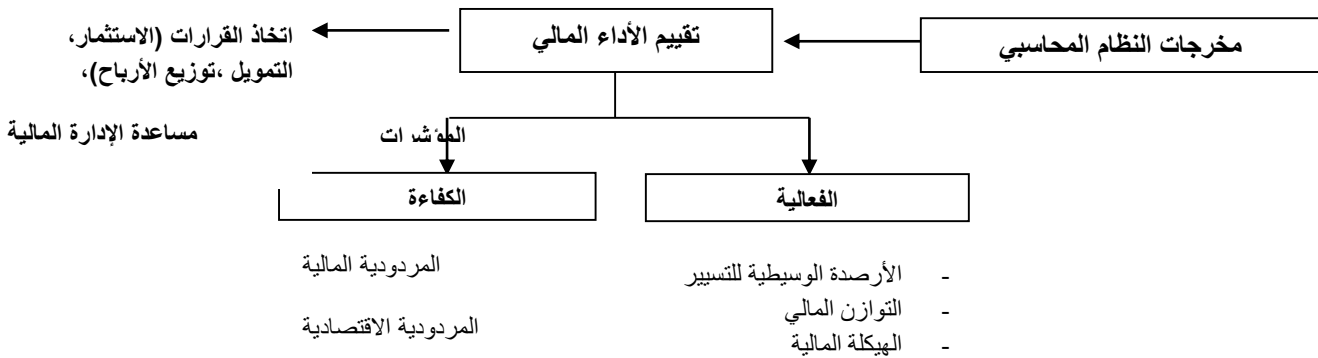 مخرجات النظام المحاسبي
تقييم الأداء المالي
اتخاذ القرارات (الاستثمار،
التمويل ،توزيع الأرباح)،
مساعدة الإدارة المالية
المؤشرات
الفعالية
الكفاءة
- الأرصدة الوسيطية للتسيير
- التوازن المالي
- الهيكلة المالية
المردودية المالية
المردودية الاقتصادية